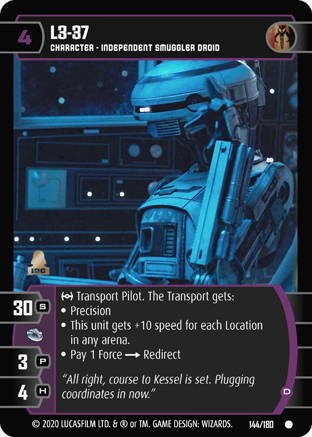 4
L3-37
CHARACTER - INDEPENDENT SMUGGLER DROID
30 S
Transport Pilot. The Transport gets:
• Precision
• This unit gets +10 speed for each Location
in any arena.
• Pay 1 Force → Redirect
3 P
4 H
“All right, course to Kessel is set. Plugging
coordinates in now.”
D
© 2020 LUCASFILM LTD. & ® or TM. GAME DESIGN: WIZARDS.
144/180